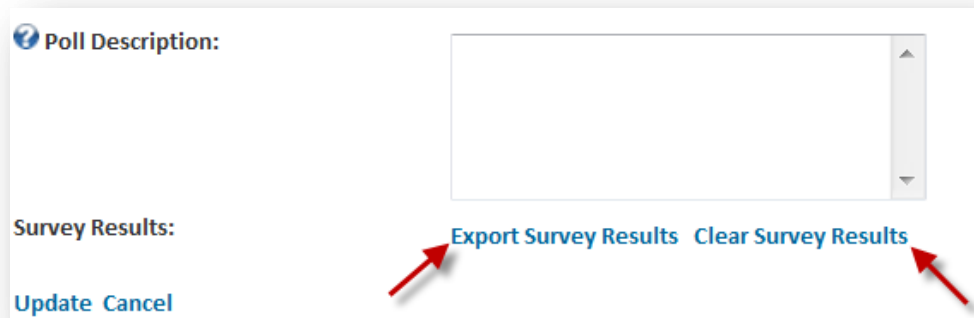 Poll Description:
Survey Results:
Export Survey Results Clear Survey Results
Update Cancel